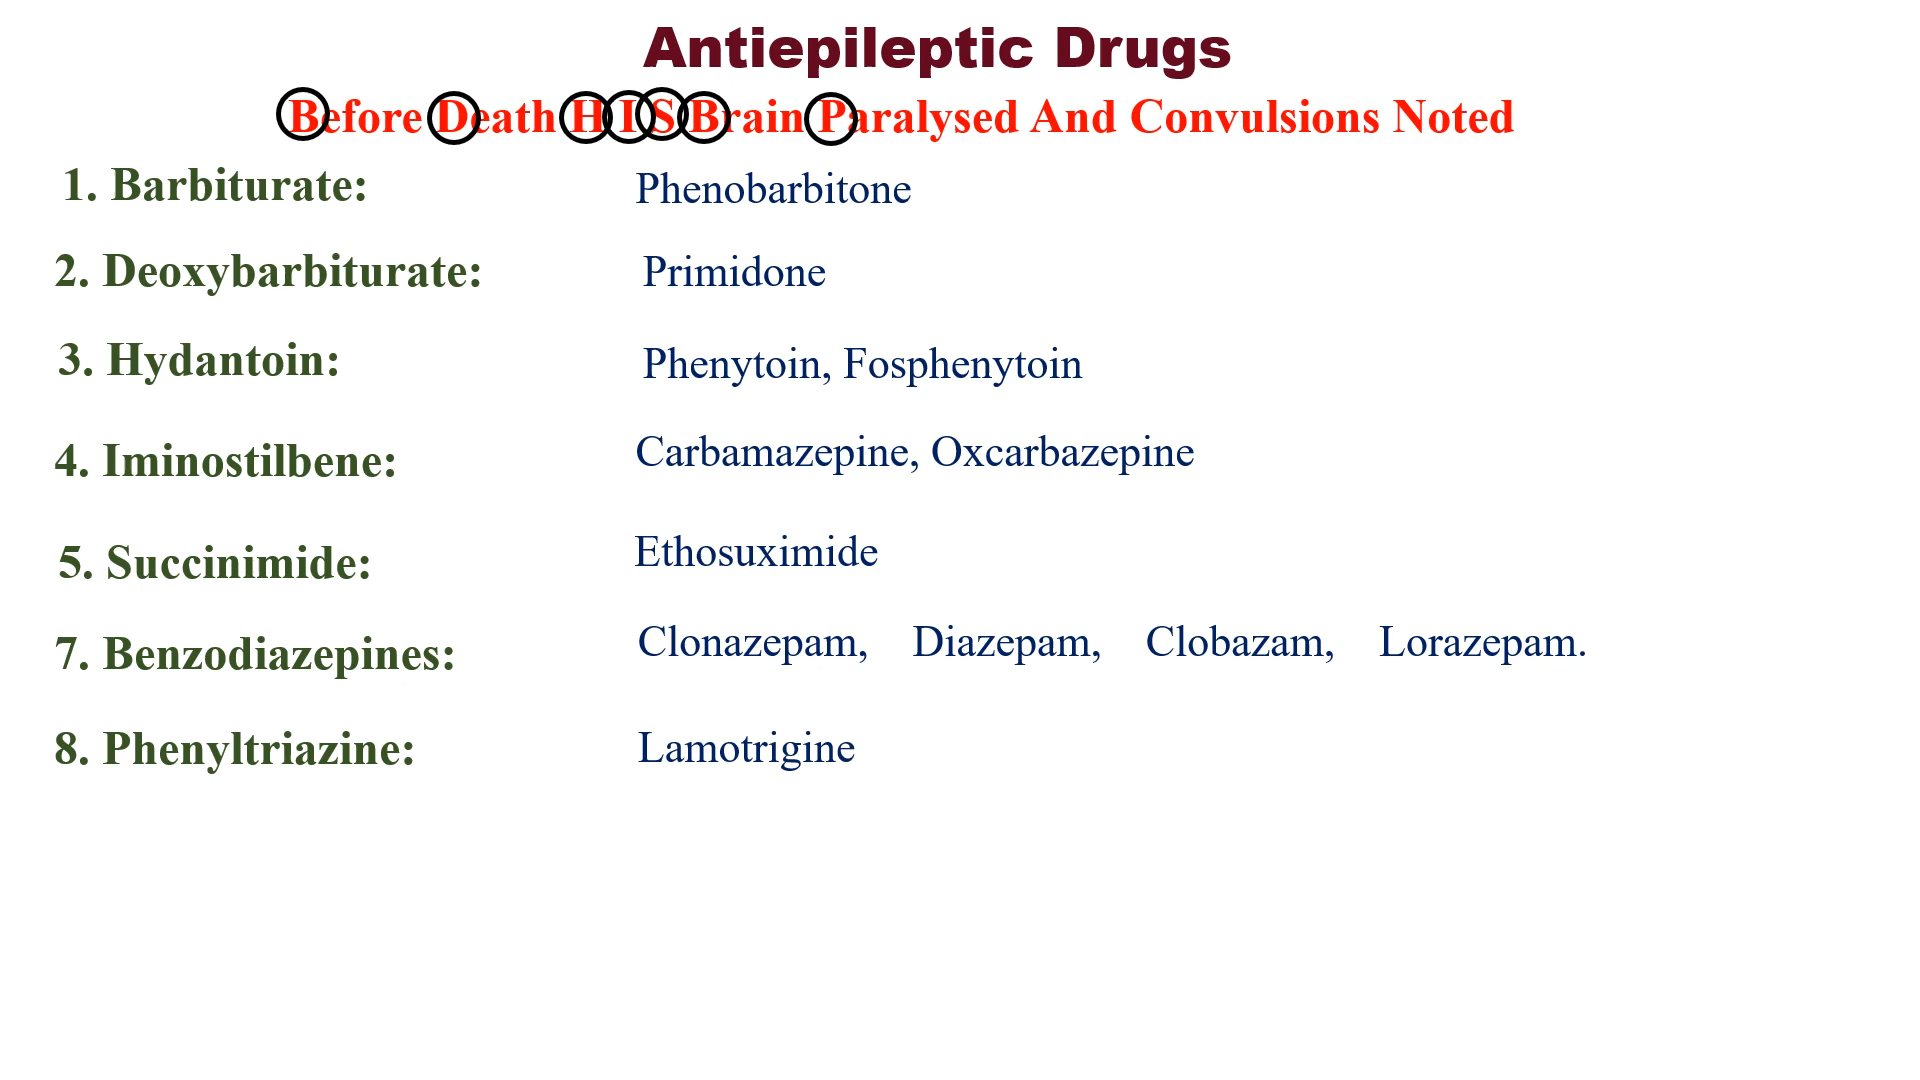 Antiepileptic Drugs
Before Death H I S Brain Paralysed And Convulsions Noted
1. Barbiturate: Phenobarbitone
2. Deoxybarbiturate: Primidone
3. Hydantoin: Phenytoin, Fosphenytoin
4. Iminostilbene: Carbamazepine, Oxcarbazepine
5. Succinimide: Ethosuximide
7. Benzodiazepines: Clonazepam, Diazepam, Clobazam, Lorazepam.
8. Phenyltriazine: Lamotrigine